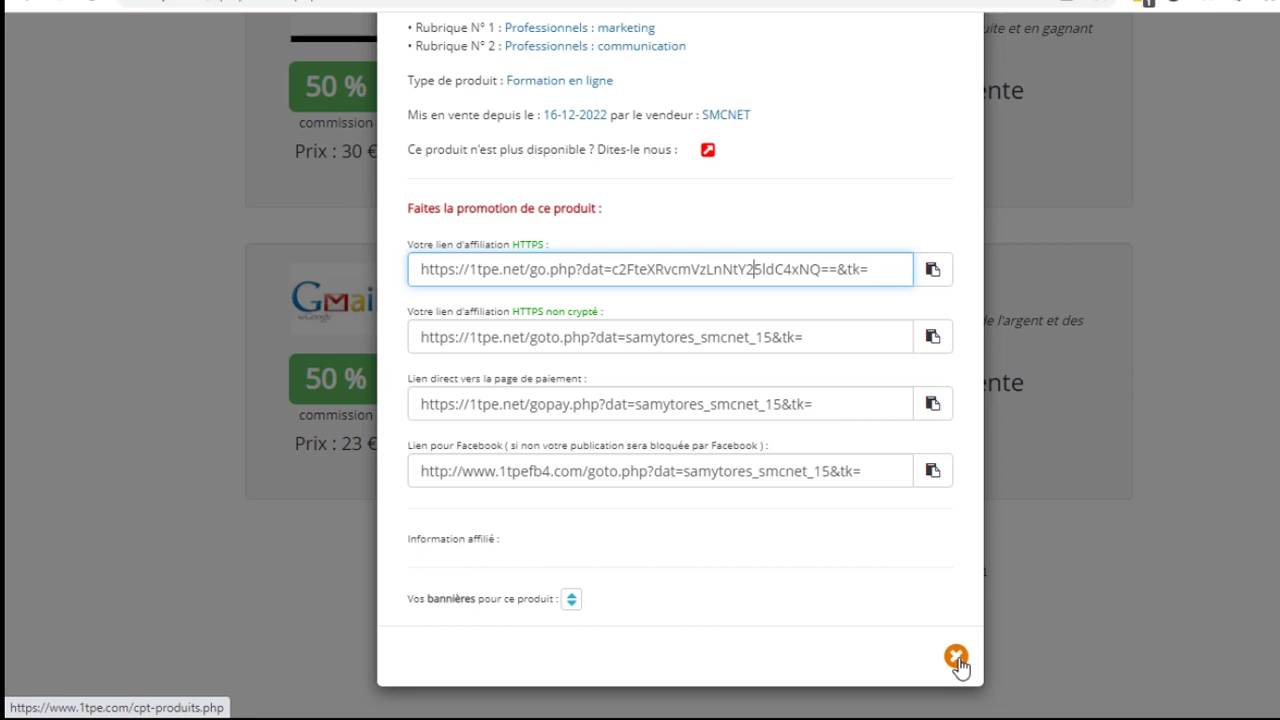 uite et en gagnant
• Rubrique N° 1 : Professionnels : marketing
• Rubrique N° 2 : Professionnels : communication
50 %
commission
Prix : 30 €
ente
Type de produit : Formation en ligne
Mis en vente depuis le : 16-12-2022 par le vendeur : SMCNET
Ce produit n'est plus disponible ? Dites-le nous :
Faites la promotion de ce produit :
Votre lien d'affiliation HTTPS :
https://1tpe.net/go.php?dat=c2FteXRvcmVzLnNtY25ldC4xNQ==&tk=
Votre lien d'affiliation HTTPS non crypté :
https://1tpe.net/goto.php?dat=samytores_smcnet_15&tk=
Gmai
de l'argent et des
50 %
commission
Prix : 23 €
ente
Lien direct vers la page de paiement :
https://1tpe.net/gopay.php?dat=samytores_smcnet_15&tk=
Lien pour Facebook ( si non votre publication sera bloquée par Facebook ) :
http://www.1tpefb4.com/goto.php?dat=samytores_smcnet_15&tk=
Information affilié :
Vos bannières pour ce produit :
https://www.1tpe.com/cpt-produits.php